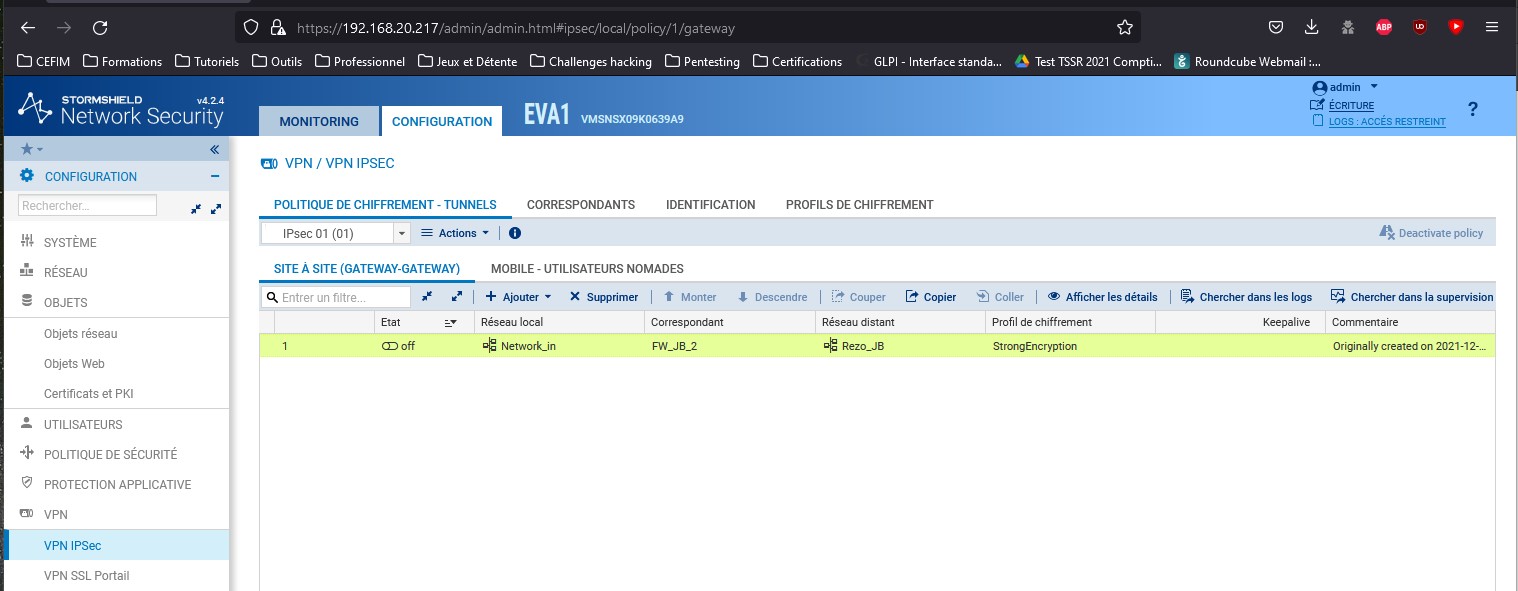 https://192.168.20.217/admin/admin.html#ipsec/local/policy/1/gateway
ABP
UD
CEFIM Formations Tutoriels Outils Professionnel Jeux et Détente Challenges hacking Pentesting Certifications GLPI - Interface standa... Test TSSR 2021 Compti... Roundcube Webmail :...
STORMSHIELD v4.2.4
Network Security
MONITORING CONFIGURATION EVA1 VMSNSX09K0639A9
admin
ÉCRITURE
LOGS : ACCÉS RESTREINT
?
CONFIGURATION
Rechercher...
SYSTÈME
RÉSEAU
OBJETS
Objets réseau
Objets Web
Certificats et PKI
UTILISATEURS
POLITIQUE DE SÉCURITÉ
PROTECTION APPLICATIVE
VPN
VPN IPSec
VPN SSL Portail
VPN / VPN IPSEC
POLITIQUE DE CHIFFREMENT - TUNNELS CORRESPONDANTS IDENTIFICATION PROFILS DE CHIFFREMENT
IPsec 01 (01) Actions Deactivate policy
SITE À SITE (GATEWAY-GATEWAY) MOBILE - UTILISATEURS NOMADES
Entrer un filtre... Ajouter Supprimer Monter Descendre Couper Copier Coller Afficher les détails Chercher dans les logs Chercher dans la supervision
Etat Réseau local Correspondant Réseau distant Profil de chiffrement Keepalive Commentaire
1 off Network_in FW_JB_2 Rezo_JB StrongEncryption Originally created on 2021-12-...